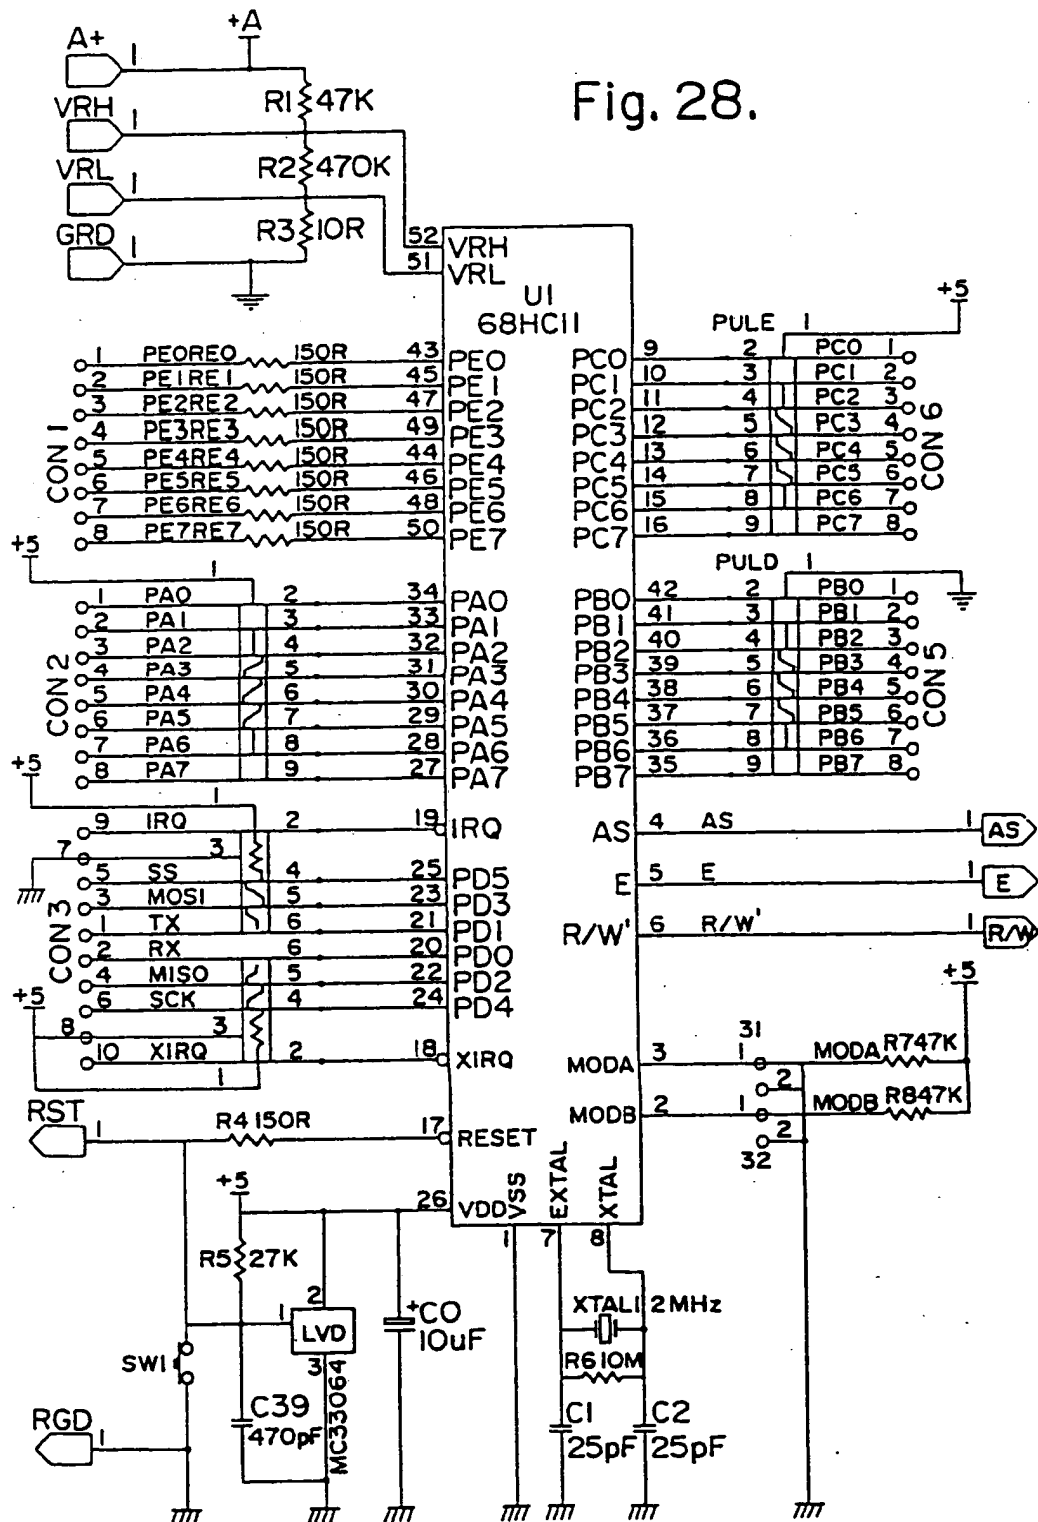 Fig. 28.
A+ 1 +A
R1 47K
VRH 1
R2 470K
VRL 1
R3 10R
GRD 1
52 VRH
51 VRL
U1
68HC11
CON 1
1 PE0RE0 150R 43 PE0
2 PE1RE1 150R 45 PE1
3 PE2RE2 150R 47 PE2
4 PE3RE3 150R 49 PE3
5 PE4RE4 150R 44 PE4
6 PE5RE5 150R 46 PE5
7 PE6RE6 150R 48 PE6
8 PE7RE7 150R 50 PE7
+5
PULE 1
PC0 9 2 PC0 1
PC1 10 3 PC1 2
PC2 11 4 PC2 3
PC3 12 5 PC3 4
PC4 13 6 PC4 5
PC5 14 7 PC5 6
PC6 15 8 PC6 7
PC7 16 9 PC7 8
CON 6
+5
1
CON 2
1 PA0 2 34 PA0
2 PA1 3 33 PA1
3 PA2 4 32 PA2
4 PA3 5 31 PA3
5 PA4 6 30 PA4
6 PA5 7 29 PA5
7 PA6 8 28 PA6
8 PA7 9 27 PA7
PULD 1
PB0 42 2 PB0 1
PB1 41 3 PB1 2
PB2 40 4 PB2 3
PB3 39 5 PB3 4
PB4 38 6 PB4 5
PB5 37 7 PB5 6
PB6 36 8 PB6 7
PB7 35 9 PB7 8
CON 5
+5
1
CON 3
9 IRQ 2 19 IRQ
7 3
5 SS 4 25 PD5
3 MOSI 5 23 PD3
1 TX 6 21 PD1
2 RX 6 20 PD0
4 MISO 5 22 PD2
6 SCK 4 24 PD4
+5
8 3
10 XIRQ 2 18 XIRQ
1
AS 4 AS 1 AS
E 5 E 1 E
R/W' 6 R/W' 1 R/W
+5
31
MODA 3 1 MODA R7 47K
2
MODB 2 1 MODB R8 47K
2
32
RST 1 R4 150R 17 RESET
+5
26 VDD
VSS
EXTAL
XTAL
1 7 8
R5 27K
2
1 LVD
3
MC33064
+ C0
10uF
XTAL1 2MHz
R6 10M
SW1
C39
470pF
C1
25pF
C2
25pF
RGD 1